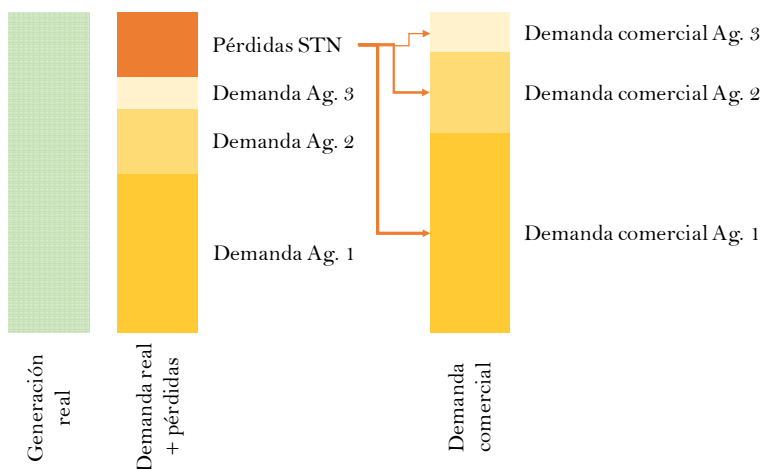 Pérdidas STN
Demanda Ag. 3
Demanda Ag. 2
Demanda Ag. 1
Demanda comercial Ag. 3
Demanda comercial Ag. 2
Demanda comercial Ag. 1
Generación
real
Demanda real
+ pérdidas
Demanda
comercial